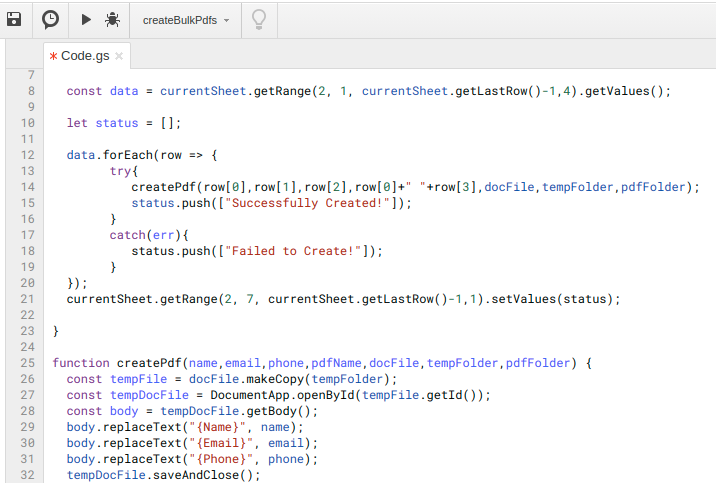 createBulkPdfs
* Code.gs ×
7
8 const data = currentSheet.getRange(2, 1, currentSheet.getLastRow()-1,4).getValues();
9
10 let status = [];
11
12 data.forEach(row => {
13 try{
14 createPdf(row[0],row[1],row[2],row[0]+" "+row[3],docFile,tempFolder,pdfFolder);
15 status.push(["Successfully Created!"]);
16 }
17 catch(err){
18 status.push(["Failed to Create!"]);
19 }
20 });
21 currentSheet.getRange(2, 7, currentSheet.getLastRow()-1,1).setValues(status);
22
23 }
24
25 function createPdf(name,email,phone,pdfName,docFile,tempFolder,pdfFolder) {
26 const tempFile = docFile.makeCopy(tempFolder);
27 const tempDocFile = DocumentApp.openById(tempFile.getId());
28 const body = tempDocFile.getBody();
29 body.replaceText("{Name}", name);
30 body.replaceText("{Email}", email);
31 body.replaceText("{Phone}", phone);
32 tempDocFile.saveAndClose();